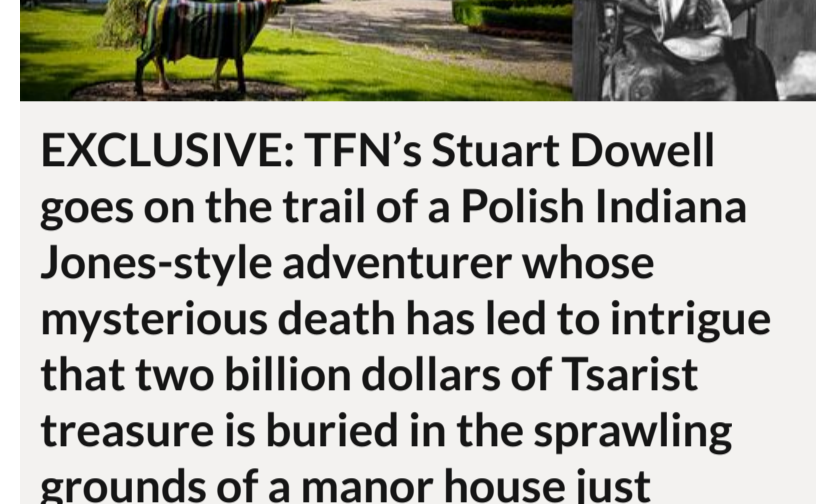 EXCLUSIVE: TFN’s Stuart Dowell
goes on the trail of a Polish Indiana
Jones-style adventurer whose
mysterious death has led to intrigue
that two billion dollars of Tsarist
treasure is buried in the sprawling
grounds of a manor house just